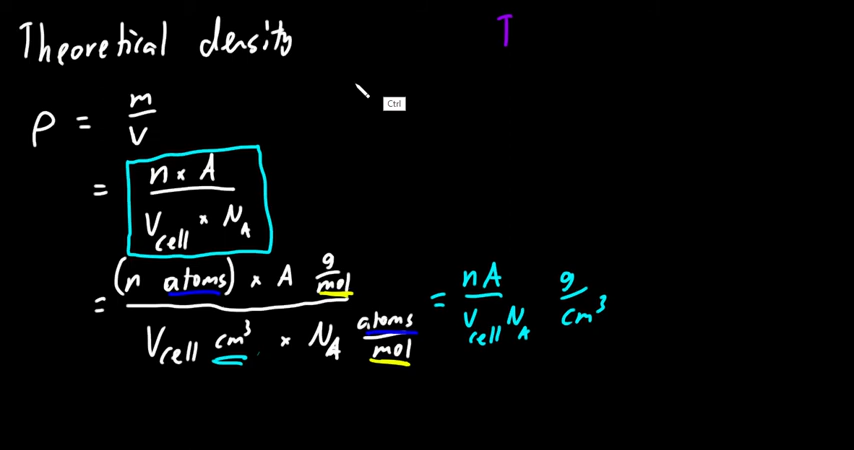 Theoretical density
T
Ctrl
ρ = m/V
= n × A / V_cell × N_A
= (n atoms) × A g/mol / V_cell cm³ × N_A atoms/mol = nA / V_cell N_A g/cm³